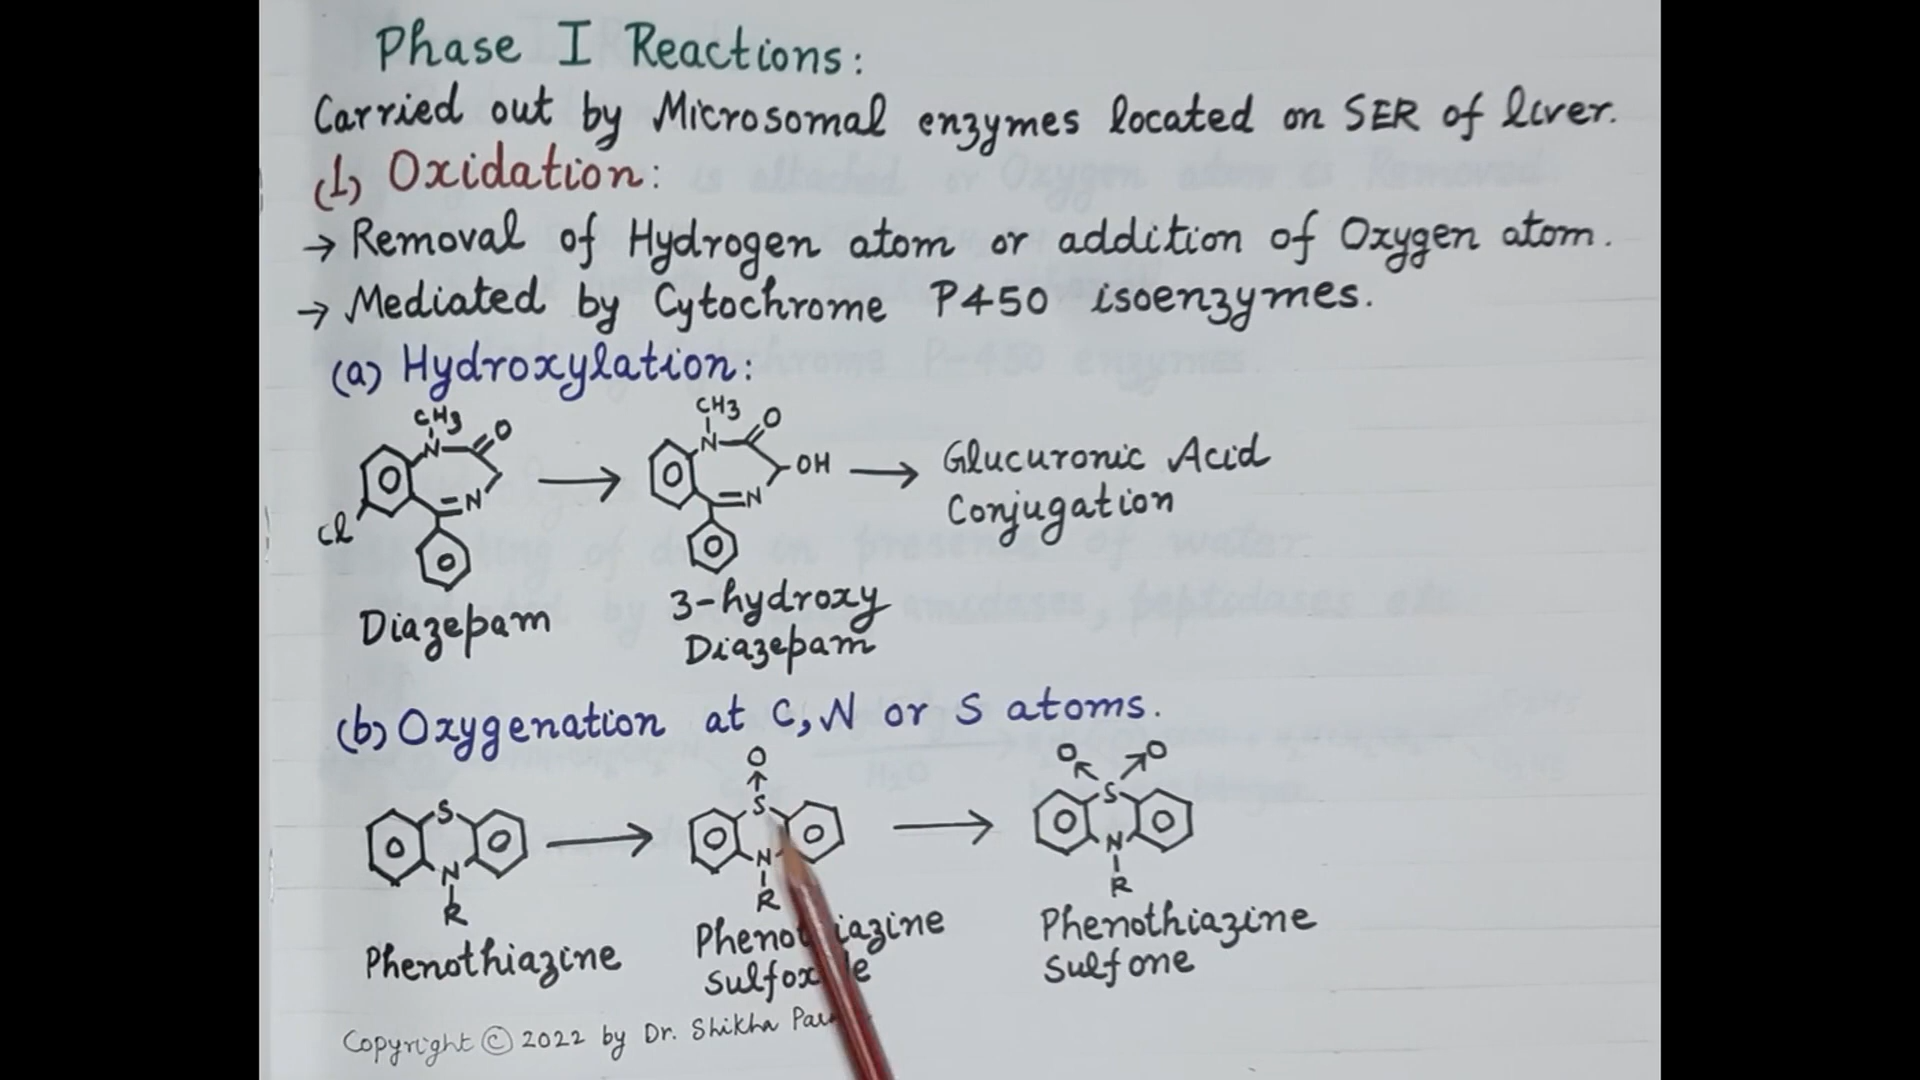 Phase I Reactions:
Carried out by Microsomal enzymes located on SER of liver.
(1) Oxidation:
→ Removal of Hydrogen atom or addition of Oxygen atom.
→ Mediated by Cytochrome P450 isoenzymes.
(a) Hydroxylation:
CH3 N O N Cl
CH3 N O OH N
Glucuronic Acid
Conjugation
Diazepam
3-hydroxy
Diazepam
(b) Oxygenation at C, N or S atoms.
S N R
O S N R
O O S N R
Phenothiazine
Phenothiazine
Sulfoxide
Phenothiazine
Sulfone
Copyright © 2022 by Dr. Shikha